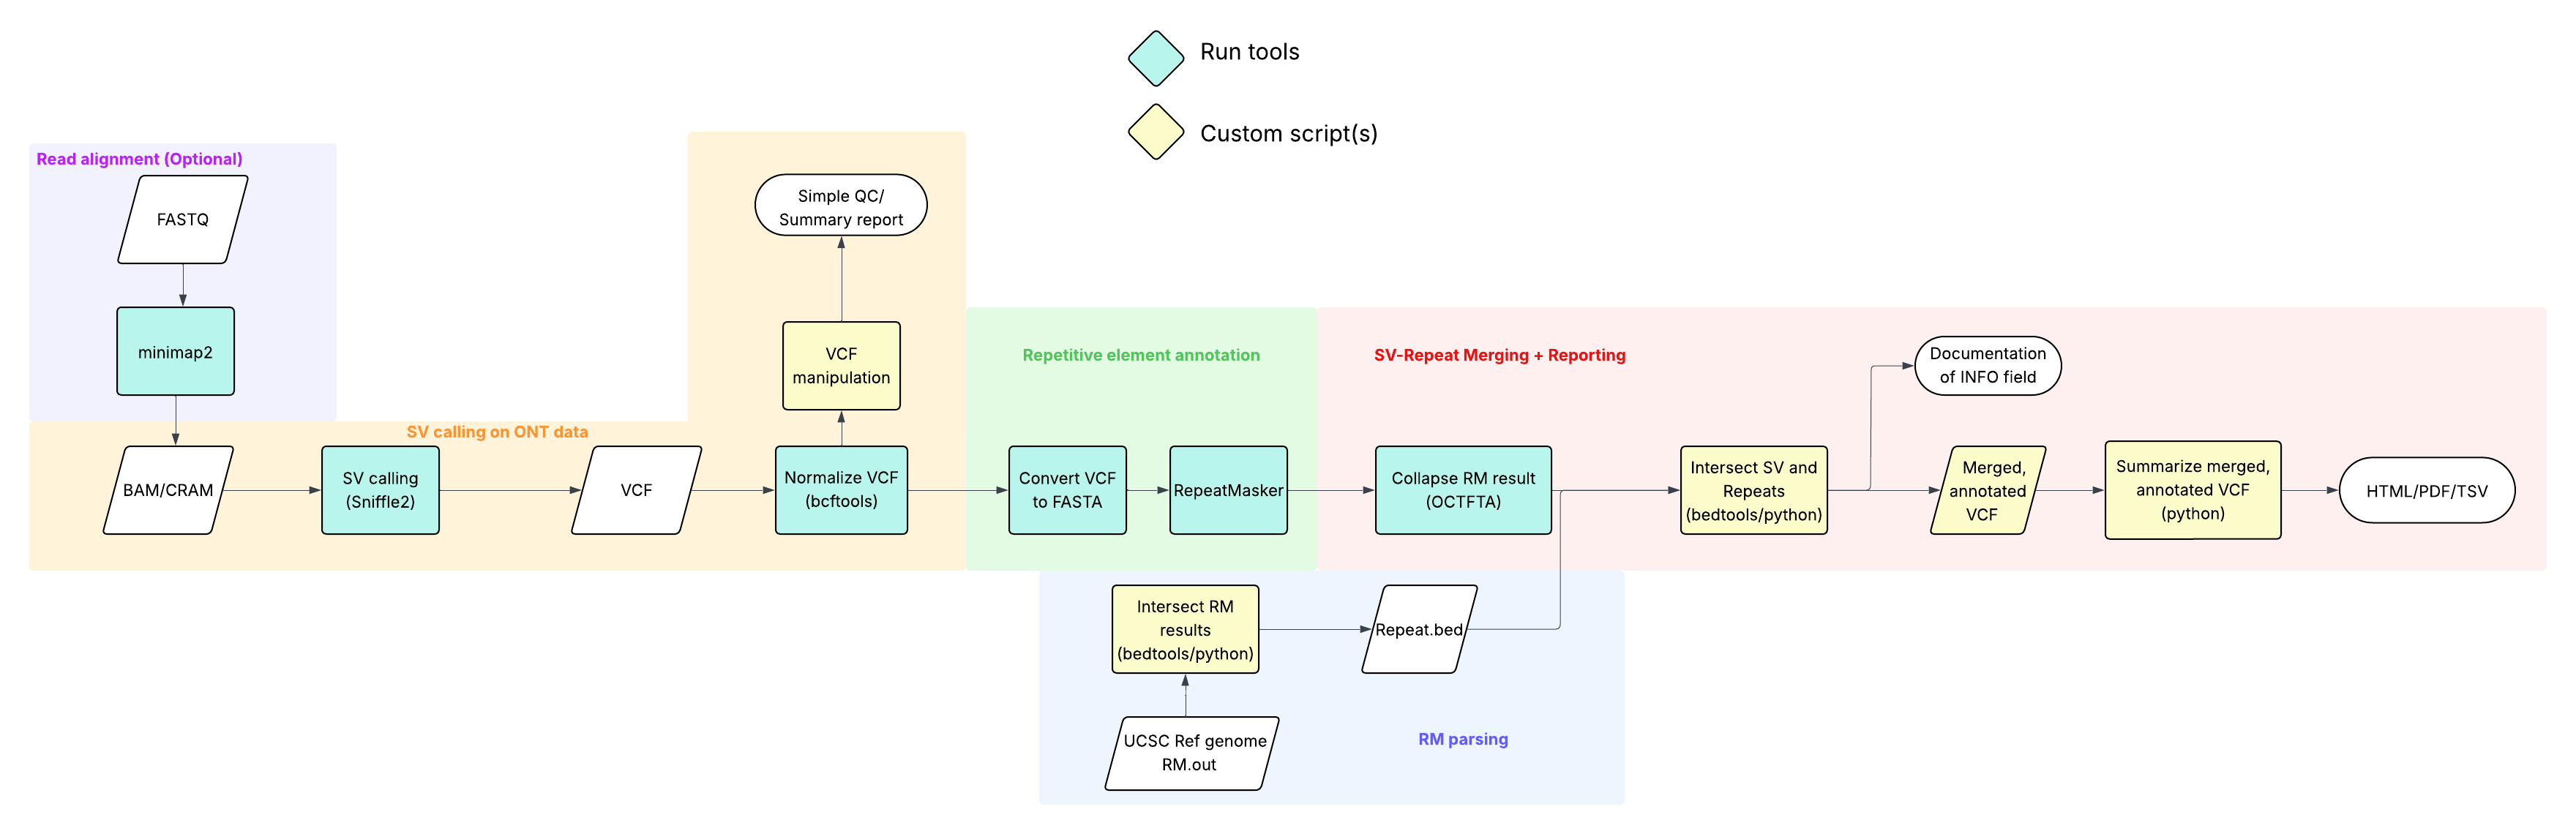 Run tools
Custom script(s)
Read alignment (Optional)
FASTQ
minimap2
SV calling on ONT data
BAM/CRAM
SV calling
(Sniffle2)
VCF
Normalize VCF
(bcftools)
VCF
manipulation
Simple QC/
Summary report
Repetitive element annotation
Convert VCF
to FASTA
RepeatMasker
SV-Repeat Merging + Reporting
Collapse RM result
(OCTFTA)
Intersect SV and
Repeats
(bedtools/python)
Documentation
of INFO field
Merged,
annotated
VCF
Summarize merged,
annotated VCF
(python)
HTML/PDF/TSV
Intersect RM
results
(bedtools/python)
Repeat.bed
UCSC Ref genome
RM.out
RM parsing